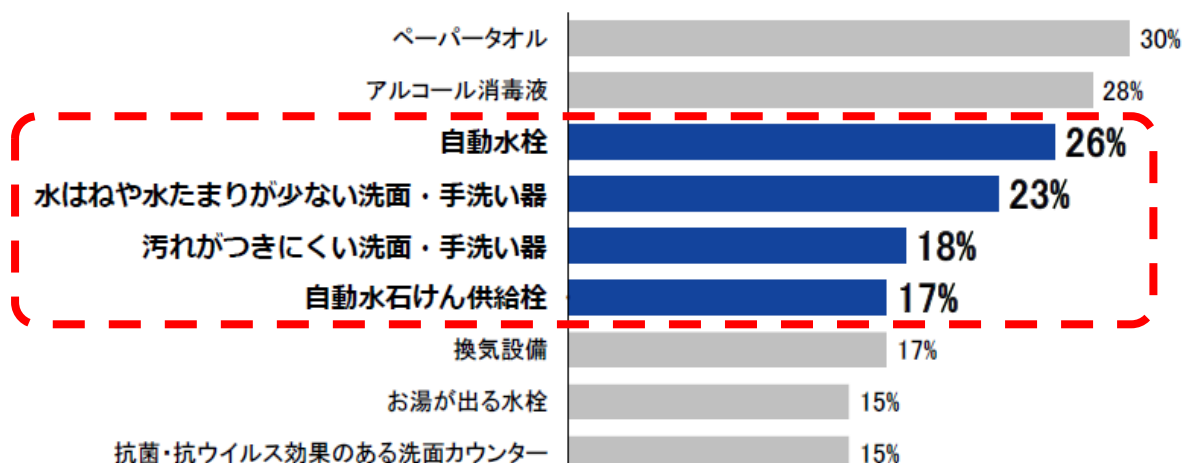 ペーパータオル 30%
アルコール消毒液 28%
自動水栓 26%
水はねや水たまりが少ない洗面・手洗い器 23%
汚れがつきにくい洗面・手洗い器 18%
自動水石けん供給栓 17%
換気設備 17%
お湯が出る水栓 15%
抗菌・抗ウイルス効果のある洗面カウンター 15%